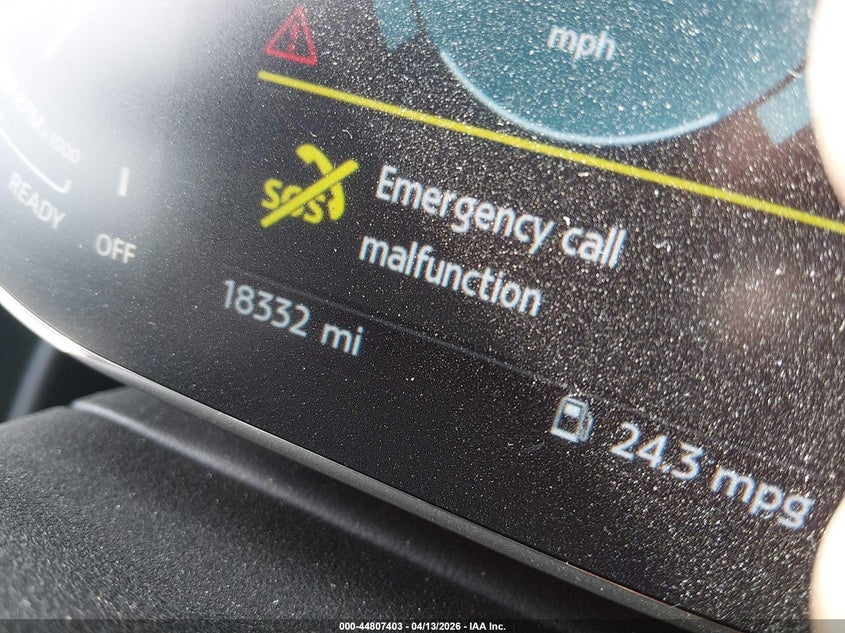 mph
RPM x1000
READY
OFF
SOS
Emergency call
malfunction
18332 mi
24.3 mpg
000-44807403 - 04/13/2026 - IAA Inc.